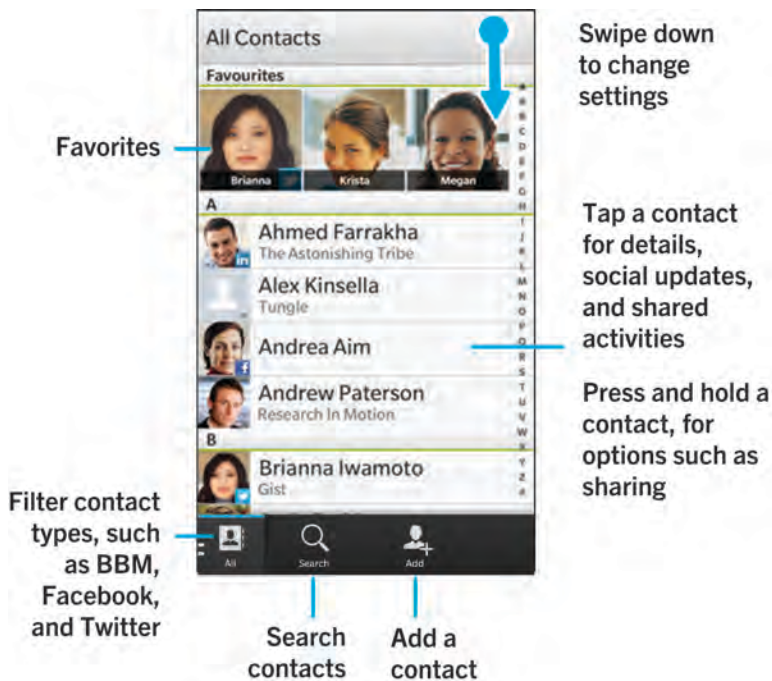 All Contacts
Favourites
Brianna
Krista
Megan
A
Ahmed Farrakha
The Astonishing Tribe
in
Alex Kinsella
Tungle
Andrea Aim
f
Andrew Paterson
Research In Motion
B
Brianna Iwamoto
Gist
All
Search
Add
A
B
C
D
E
F
G
H
I
J
K
L
M
N
O
P
Q
R
S
T
U
V
W
X
Y
Z
#
Favorites
Filter contact
types, such
as BBM,
Facebook,
and Twitter
Search
contacts
Add a
contact
Swipe down
to change
settings
Tap a contact
for details,
social updates,
and shared
activities
Press and hold a
contact, for
options such as
sharing